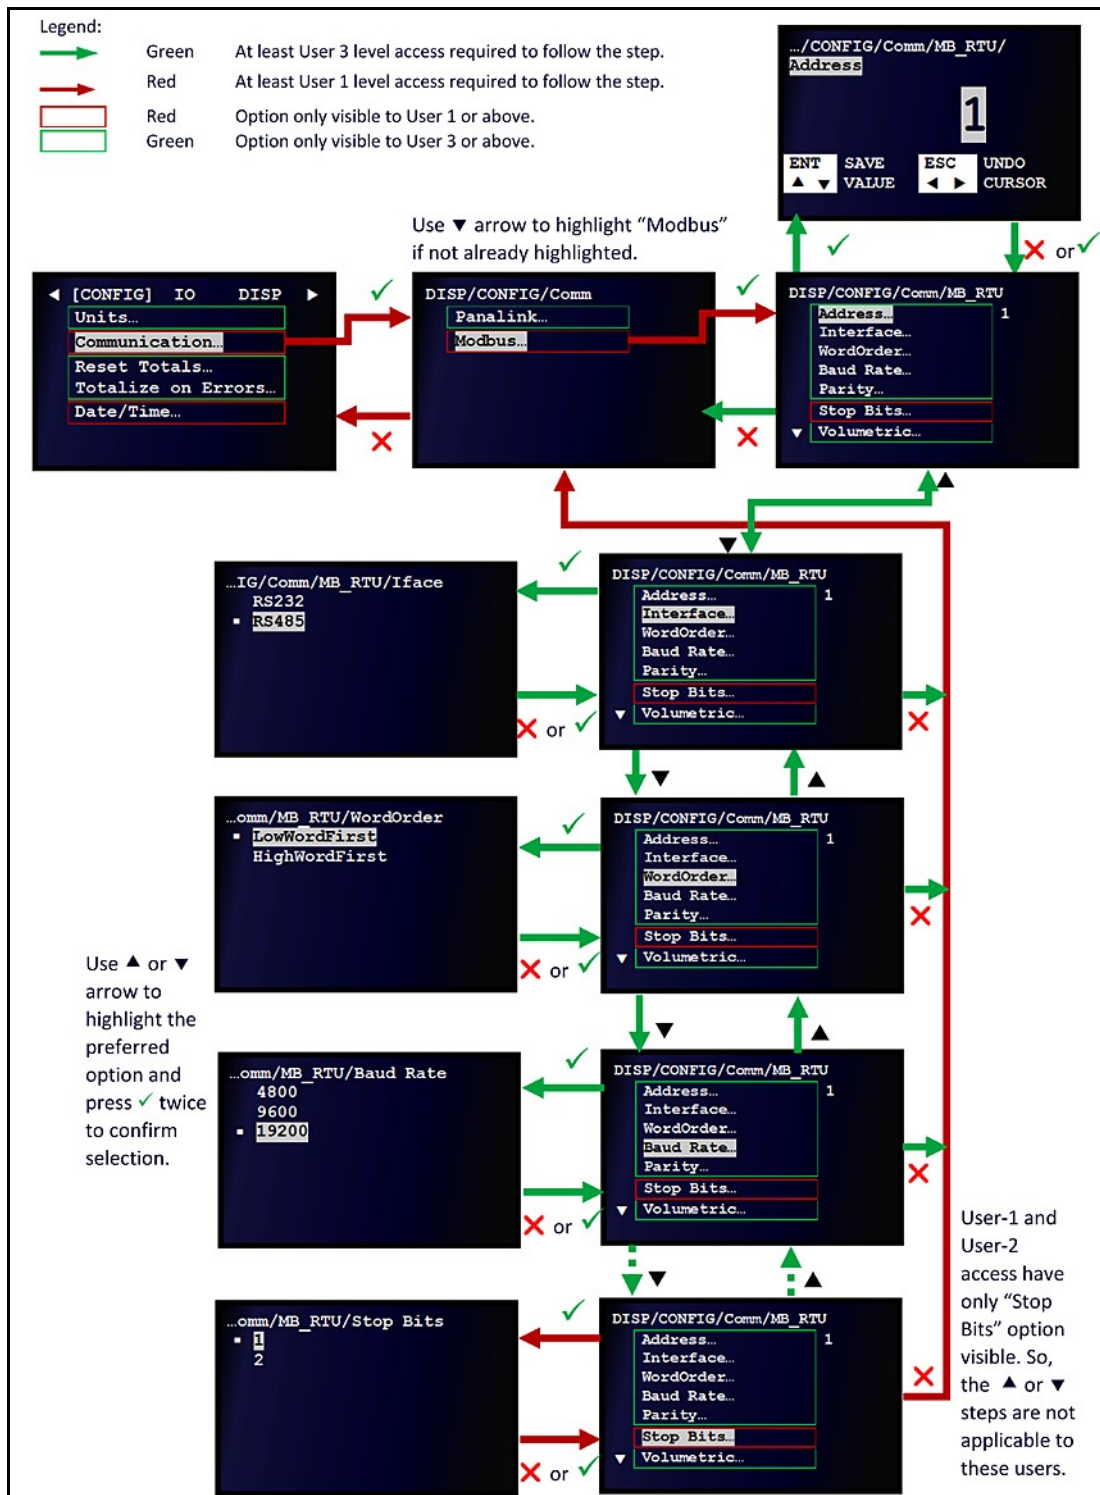 Legend:
Green At least User 3 level access required to follow the step.
Red At least User 1 level access required to follow the step.
Red Option only visible to User 1 or above.
Green Option only visible to User 3 or above.
.../CONFIG/Comm/MB_RTU/
Address
1
ENT SAVE ESC UNDO
▲ ▼ VALUE ◀ ▶ CURSOR
Use ▼ arrow to highlight “Modbus”
if not already highlighted.
✓
✗ or ✓
◀ [CONFIG] IO DISP ▶
Units…
Communication…
Reset Totals…
Totalize on Errors…
Date/Time…
✓
✗
DISP/CONFIG/Comm
Panalink…
Modbus…
✓
✗
DISP/CONFIG/Comm/MB_RTU
Address… 1
Interface…
WordOrder…
Baud Rate…
Parity…
Stop Bits…
▼ Volumetric…
▲
▼
…IG/Comm/MB_RTU/Iface
RS232
▪ RS485
✓
✗ or ✓
DISP/CONFIG/Comm/MB_RTU
Address… 1
Interface…
WordOrder…
Baud Rate…
Parity…
Stop Bits…
▼ Volumetric…
✗
▼ ▲
…omm/MB_RTU/WordOrder
▪ LowWordFirst
HighWordFirst
✓
✗ or ✓
DISP/CONFIG/Comm/MB_RTU
Address… 1
Interface…
WordOrder…
Baud Rate…
Parity…
Stop Bits…
▼ Volumetric…
✗
▼ ▲
Use ▲ or ▼
arrow to
highlight the
preferred
option and
press ✓ twice
to confirm
selection.
…omm/MB_RTU/Baud Rate
4800
9600
▪ 19200
✓
✗ or ✓
DISP/CONFIG/Comm/MB_RTU
Address… 1
Interface…
WordOrder…
Baud Rate…
Parity…
Stop Bits…
▼ Volumetric…
✗
▼ ▲
…omm/MB_RTU/Stop Bits
▪ 1
2
✓
✗ or ✓
DISP/CONFIG/Comm/MB_RTU
Address… 1
Interface…
WordOrder…
Baud Rate…
Parity…
Stop Bits…
▼ Volumetric…
✗
User-1 and
User-2
access have
only “Stop
Bits” option
visible. So,
the ▲ or ▼
steps are not
applicable to
these users.